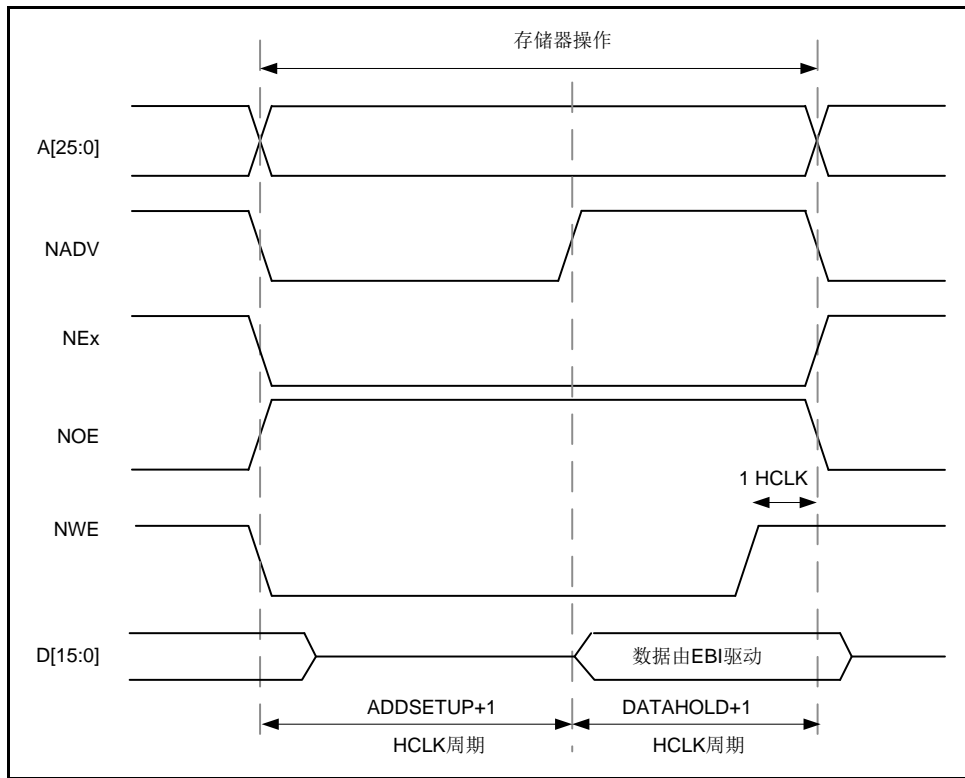 存储器操作
A[25:0]
NADV
NEx
NOE
1 HCLK
NWE
D[15:0]
数据由EBI驱动
ADDSETUP+1
DATAHOLD+1
HCLK周期
HCLK周期